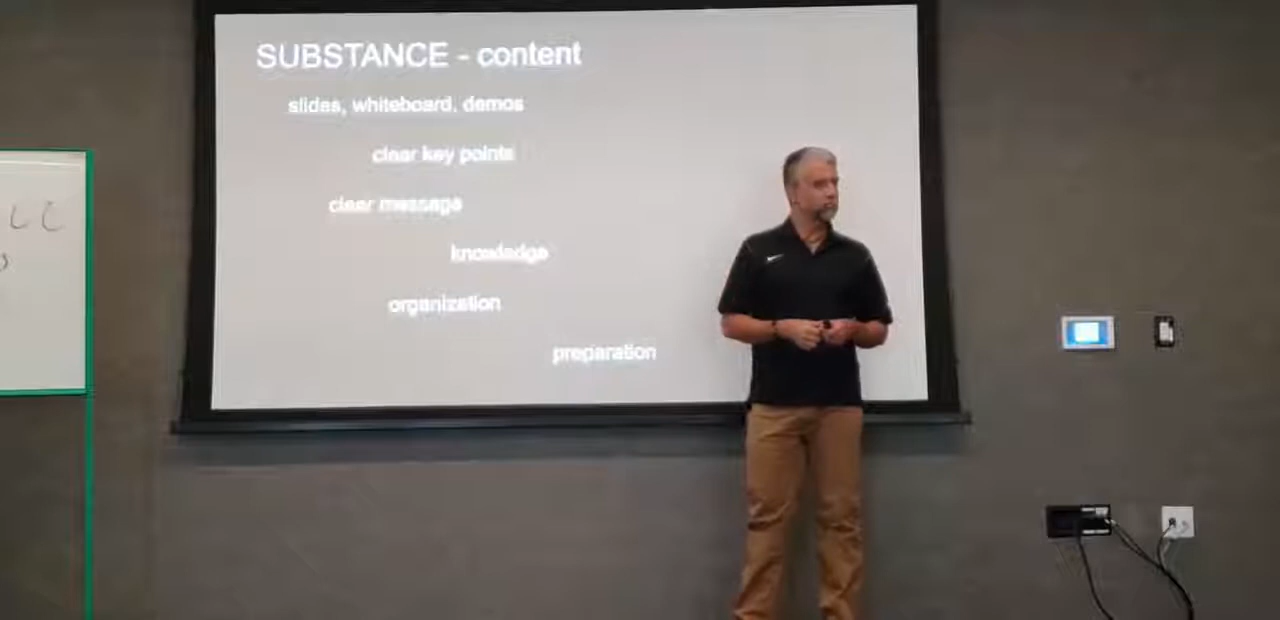 SUBSTANCE - content
slides, whiteboard, demos
clear key points
clear message
knowledge
organization
preparation